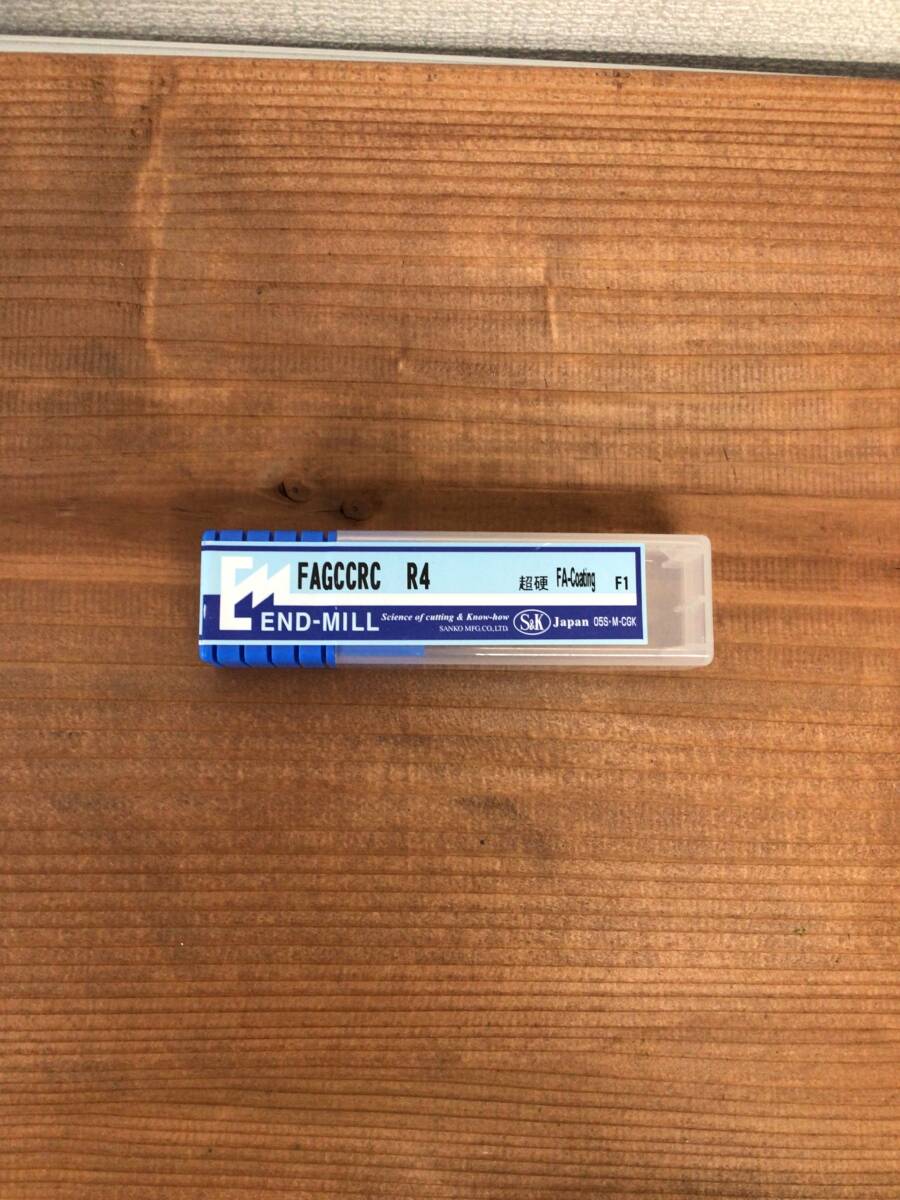 FAGCCRC R4 超硬 FA-Coating F1
EM
END-MILL Science of cutting & Know-how S&K Japan 05S・M-CGK
SANKO MFG.CO.,LTD.